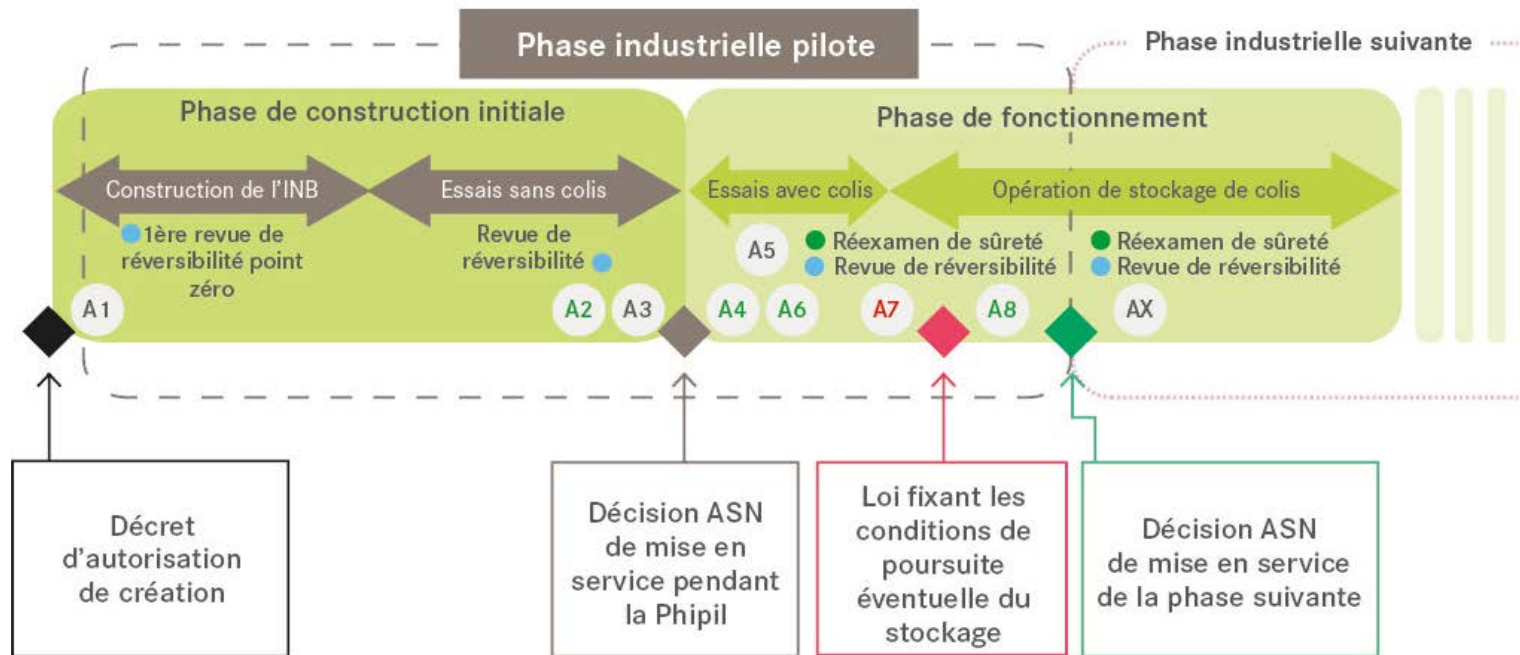 Phase industrielle pilote
Phase industrielle suivante
Phase de construction initiale
Phase de fonctionnement
Construction de l'INB
Essais sans colis
Essais avec colis
Opération de stockage de colis
1ère revue de
réversibilité point
zéro
Revue de
réversibilité
A5
Réexamen de sûreté
Revue de réversibilité
Réexamen de sûreté
Revue de réversibilité
A1
A2
A3
A4
A6
A7
A8
AX
Décret
d'autorisation
de création
Décision ASN
de mise en
service pendant
la Phipil
Loi fixant les
conditions de
poursuite
éventuelle du
stockage
Décision ASN
de mise en service
de la phase suivante